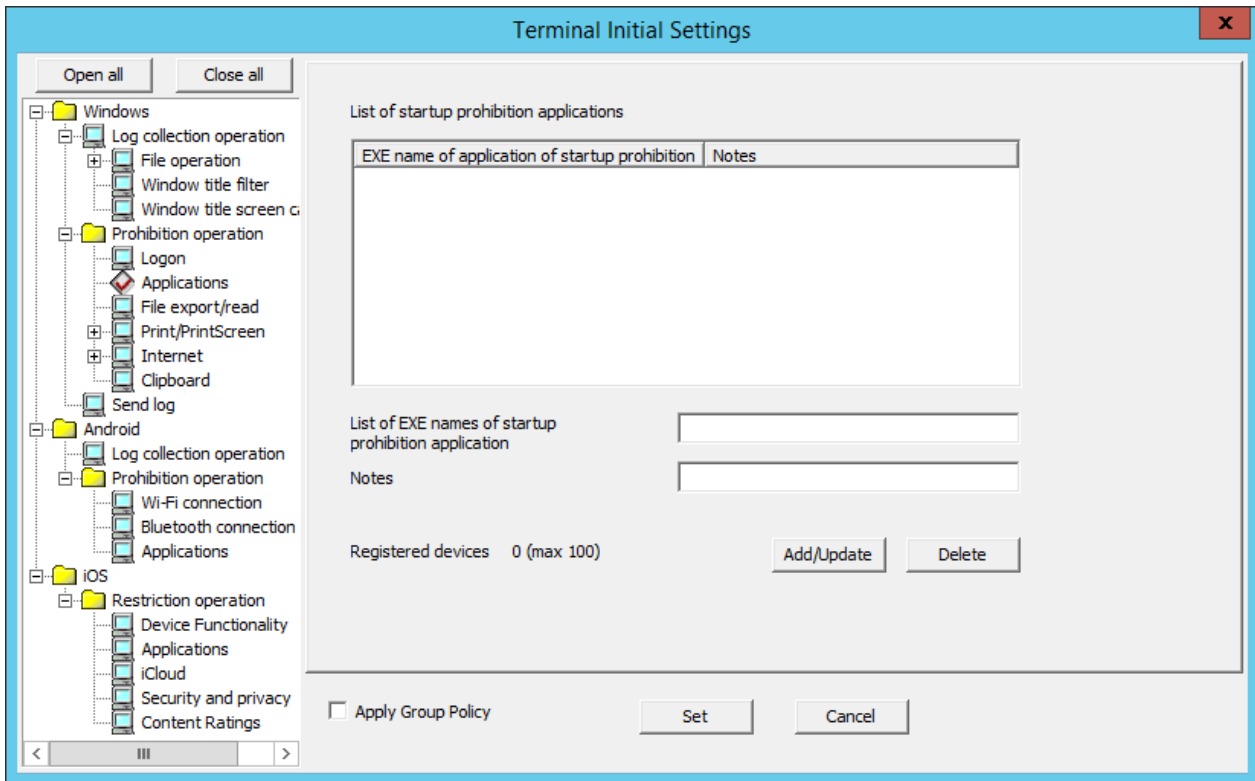 Terminal Initial Settings
x
Open all
Close all
Windows
Log collection operation
File operation
Window title filter
Window title screen ca
Prohibition operation
Logon
Applications
File export/read
Print/PrintScreen
Internet
Clipboard
Send log
Android
Log collection operation
Prohibition operation
Wi-Fi connection
Bluetooth connection
Applications
iOS
Restriction operation
Device Functionality
Applications
iCloud
Security and privacy
Content Ratings
List of startup prohibition applications
EXE name of application of startup prohibition
Notes
List of EXE names of startup
prohibition application
Notes
Registered devices 0 (max 100)
Add/Update
Delete
Apply Group Policy
Set
Cancel